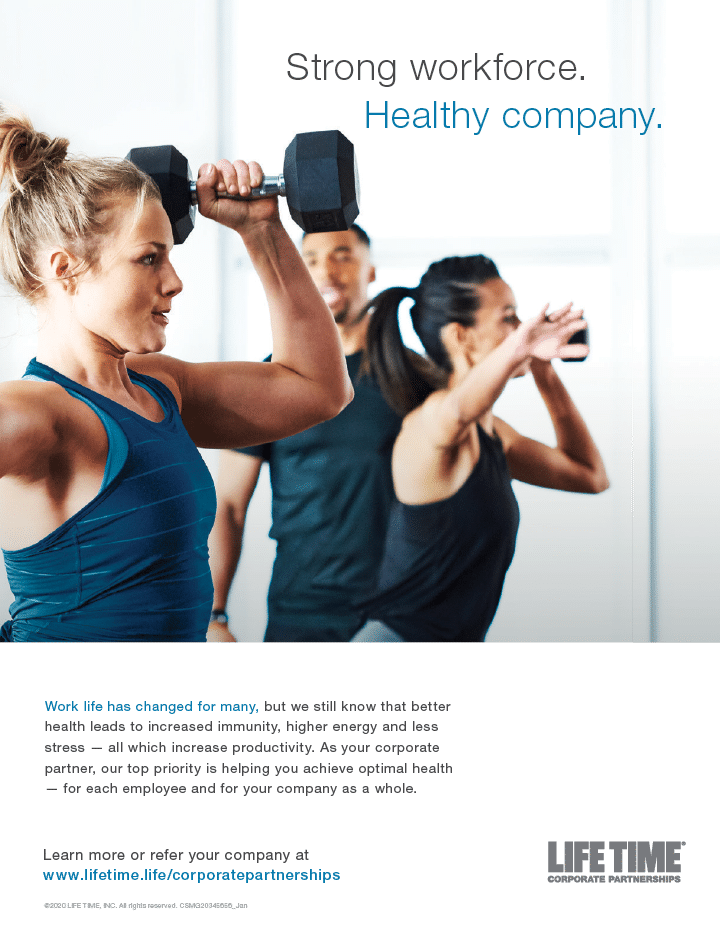 Strong workforce.
Healthy company.
Work life has changed for many, but we still know that better
health leads to increased immunity, higher energy and less
stress — all which increase productivity. As your corporate
partner, our top priority is helping you achieve optimal health
— for each employee and for your company as a whole.
Learn more or refer your company at
www.lifetime.life/corporatepartnerships
LIFE TIME®
CORPORATE PARTNERSHIPS
©2020 LIFE TIME, INC. All rights reserved.